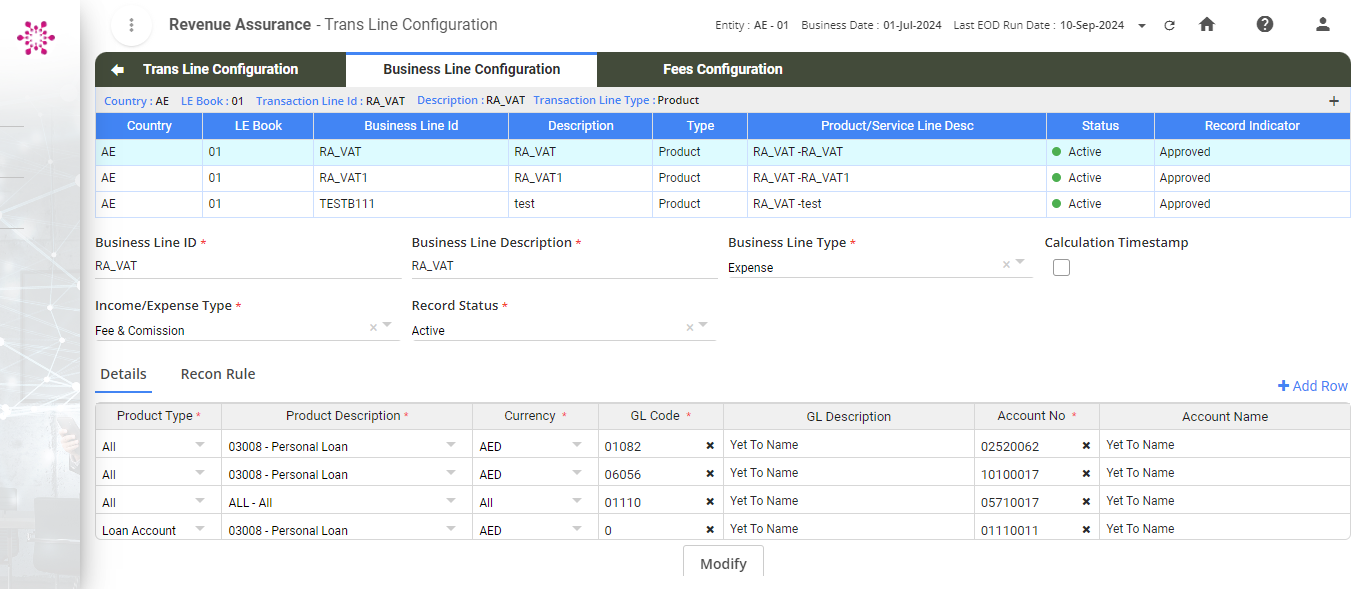 Revenue Assurance - Trans Line Configuration
Entity : AE - 01 Business Date : 01-Jul-2024 Last EOD Run Date : 10-Sep-2024
Trans Line Configuration Business Line Configuration Fees Configuration
Country : AE LE Book : 01 Transaction Line Id : RA_VAT Description : RA_VAT Transaction Line Type : Product
Country LE Book Business Line Id Description Type Product/Service Line Desc Status Record Indicator
AE 01 RA_VAT RA_VAT Product RA_VAT -RA_VAT Active Approved
AE 01 RA_VAT1 RA_VAT1 Product RA_VAT -RA_VAT1 Active Approved
AE 01 TESTB111 test Product RA_VAT -test Active Approved
Business Line ID * Business Line Description * Business Line Type * Calculation Timestamp
RA_VAT RA_VAT Expense
Income/Expense Type * Record Status *
Fee & Comission Active
Details Recon Rule
+ Add Row
Product Type * Product Description * Currency * GL Code * GL Description Account No * Account Name
All 03008 - Personal Loan AED 01082 Yet To Name 02520062 Yet To Name
All 03008 - Personal Loan AED 06056 Yet To Name 10100017 Yet To Name
All ALL - All All 01110 Yet To Name 05710017 Yet To Name
Loan Account 03008 - Personal Loan AED 0 Yet To Name 01110011 Yet To Name
Modify